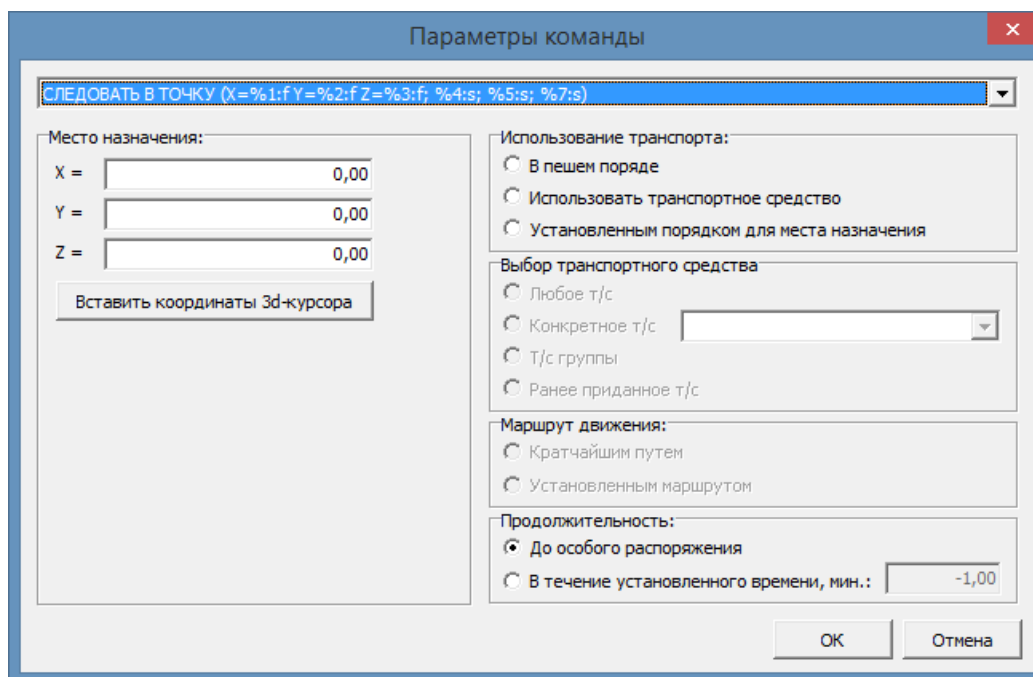 Параметры команды
СЛЕДОВАТЬ В ТОЧКУ (X=%1:f Y=%2:f Z=%3:f; %4:s; %5:s; %7:s)
Место назначения:
X = 0,00
Y = 0,00
Z = 0,00
Вставить координаты 3d-курсора
Использование транспорта:
В пешем поряде
Использовать транспортное средство
Установленным порядком для места назначения
Выбор транспортного средства
Любое т/с
Конкретное т/с
Т/с группы
Ранее приданное т/с
Маршрут движения:
Кратчайшим путем
Установленным маршрутом
Продолжительность:
До особого распоряжения
В течение установленного времени, мин.: -1,00
OK Отмена